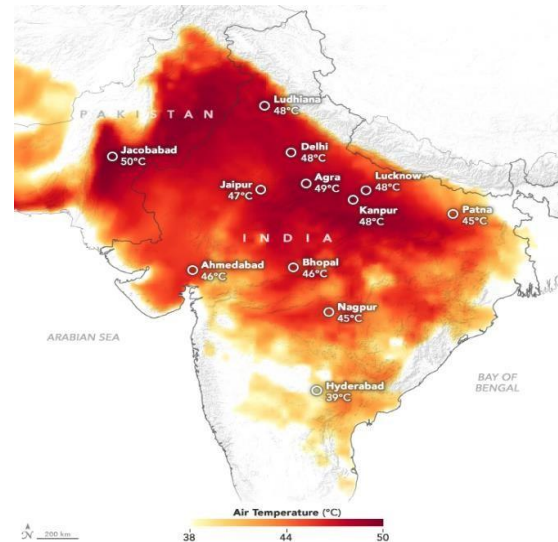 PAKISTAN
Ludhiana
48°C
Jacobabad
50°C
Delhi
48°C
Jaipur
47°C
Agra
49°C
Lucknow
48°C
Kanpur
48°C
Patna
45°C
INDIA
Ahmedabad
46°C
Bhopal
46°C
Nagpur
45°C
ARABIAN SEA
Hyderabad
39°C
BAY OF
BENGAL
Air Temperature (°C)
N
200 km
38 44 50